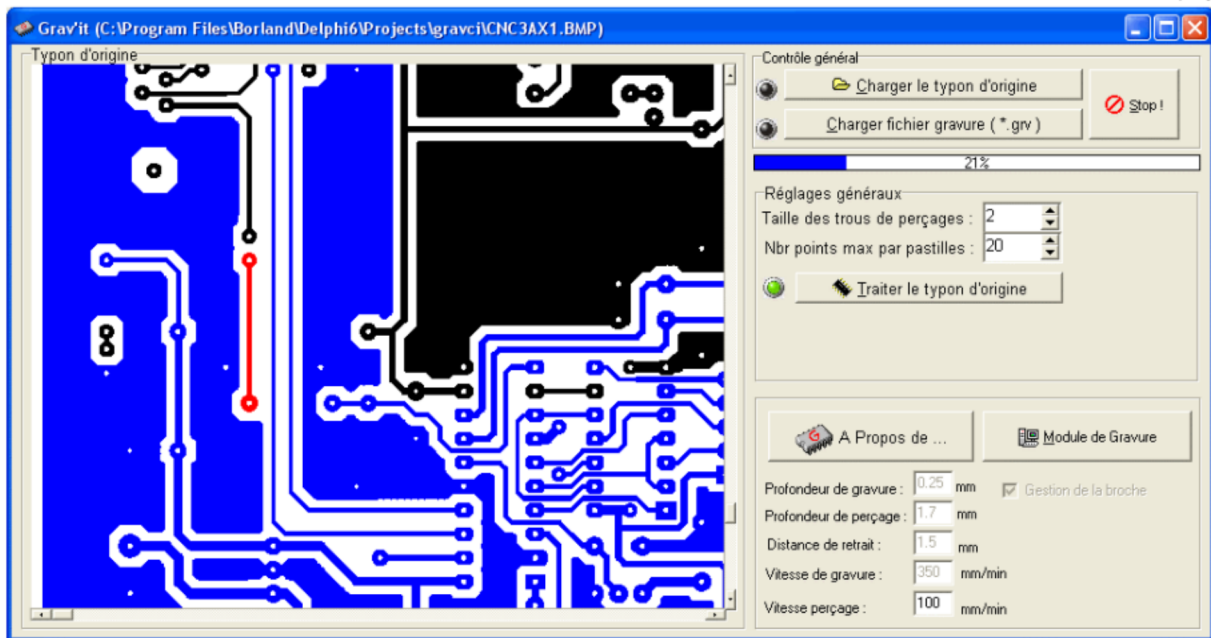 Grav'it (C:\Program Files\Borland\Delphi6\Projects\gravci\CNC3AX1.BMP)
Typon d'origine
Contrôle général
Charger le typon d'origine
Charger fichier gravure ( *.grv )
Stop !
21%
Réglages généraux
Taille des trous de perçages : 2
Nbr points max par pastilles : 20
Traiter le typon d'origine
A Propos de ...
Module de Gravure
Profondeur de gravure : 0.25 mm
Gestion de la broche
Profondeur de perçage : 1.7 mm
Distance de retrait : 1.5 mm
Vitesse de gravure : 350 mm/min
Vitesse perçage : 100 mm/min